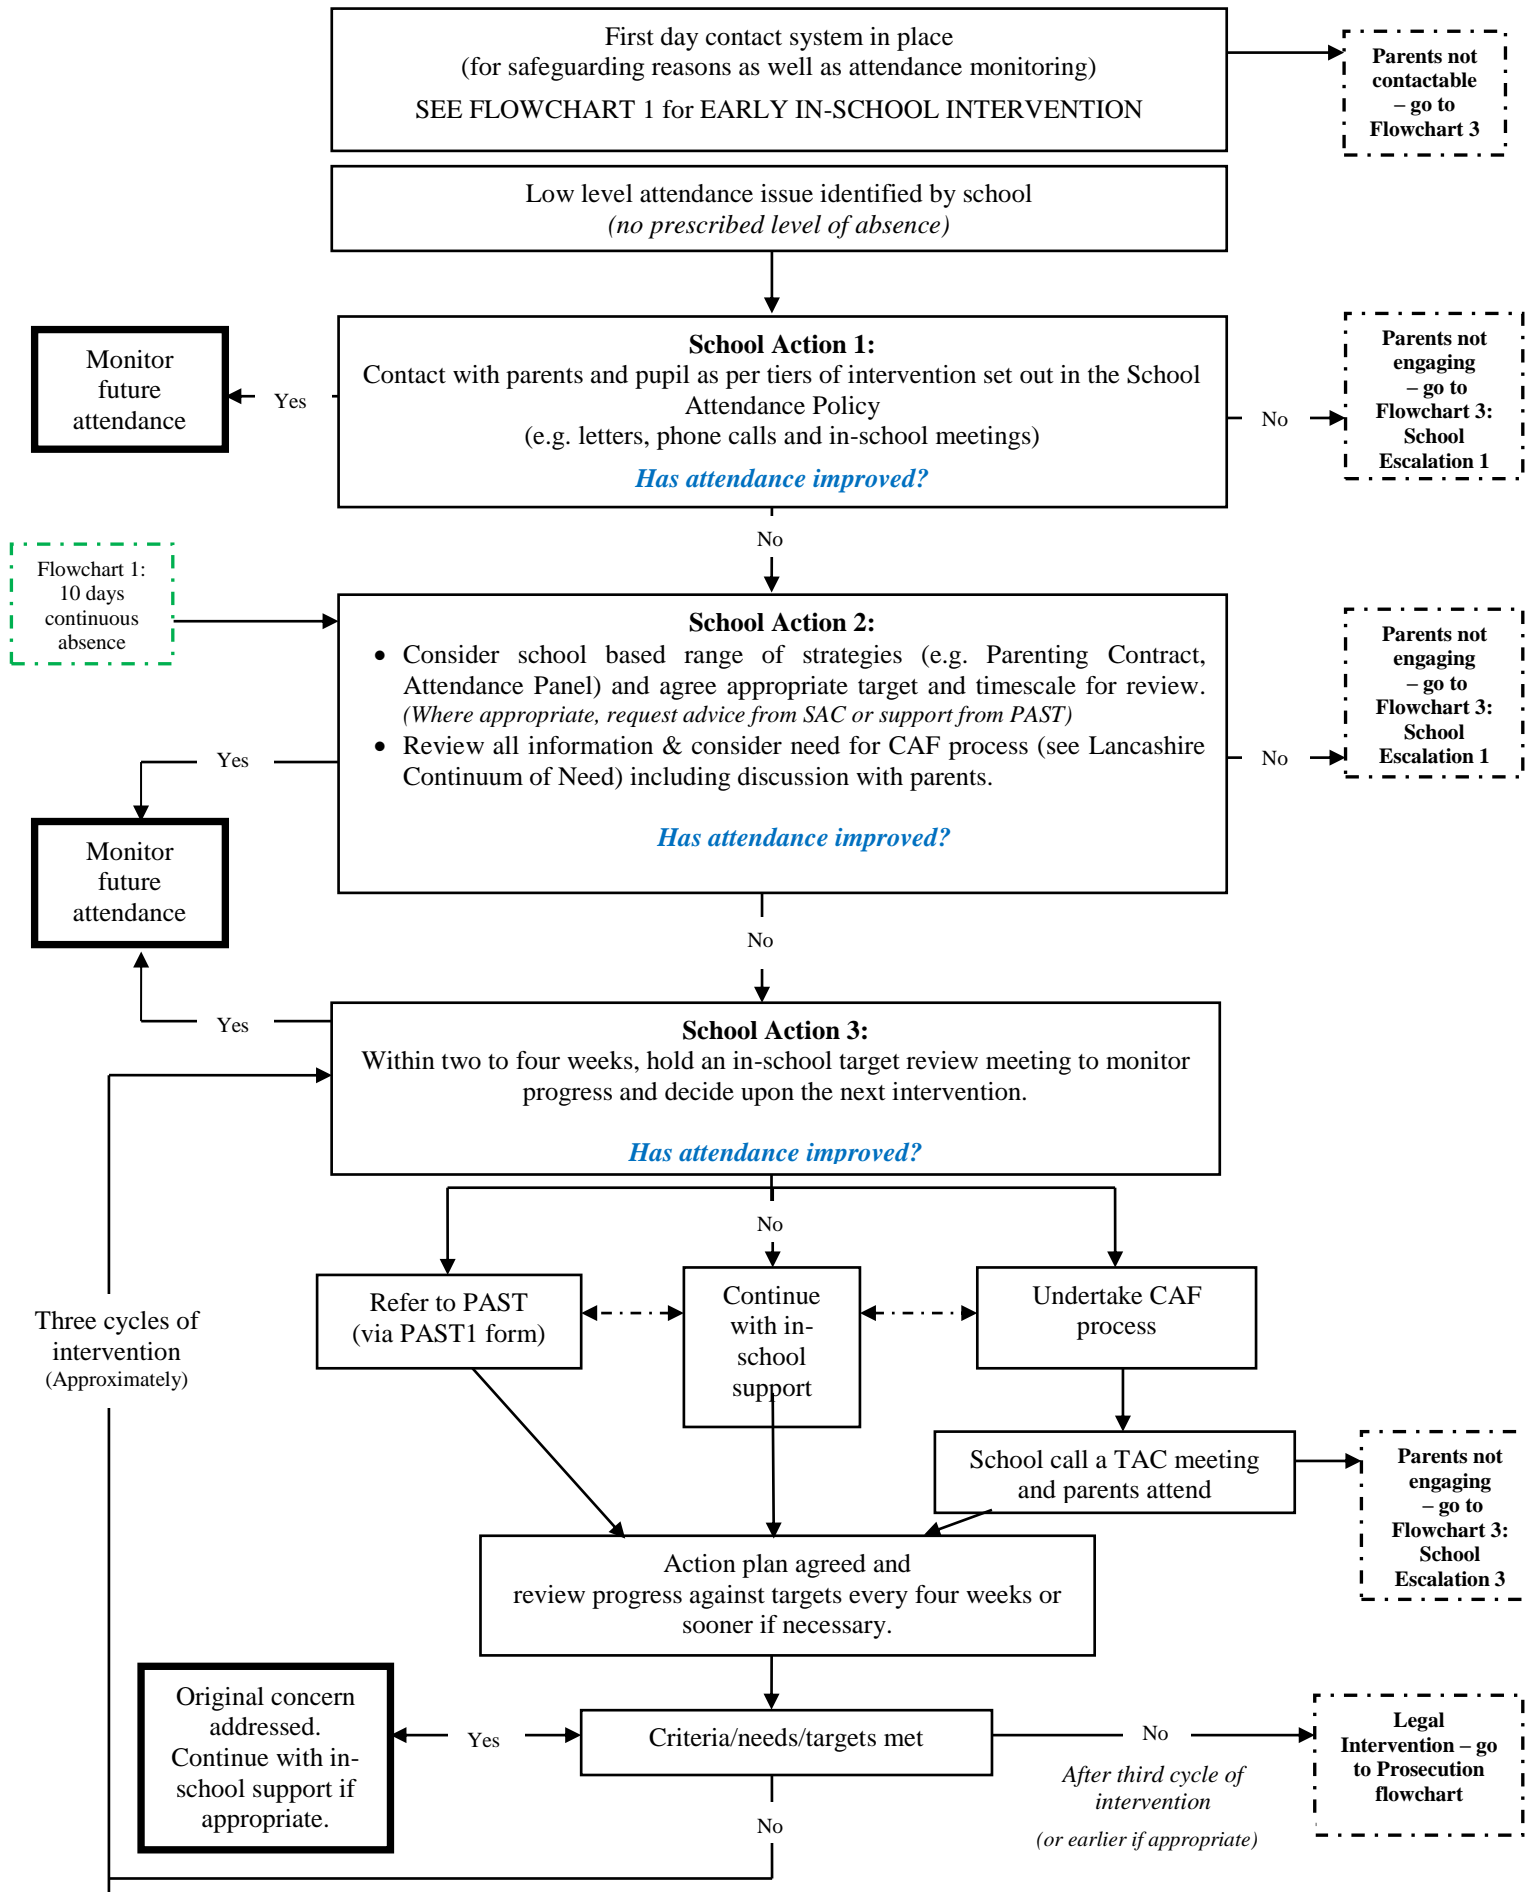 First day contact system in place
(for safeguarding reasons as well as attendance monitoring)
SEE FLOWCHART 1 for EARLY IN-SCHOOL INTERVENTION
Parents not
contactable
– go to
Flowchart 3
Low level attendance issue identified by school
(no prescribed level of absence)
Monitor
future
attendance
Yes
School Action 1:
Contact with parents and pupil as per tiers of intervention set out in the School
Attendance Policy
(e.g. letters, phone calls and in-school meetings)
Has attendance improved?
No
Parents not
engaging
– go to
Flowchart 3:
School
Escalation 1
No
Flowchart 1:
10 days
continuous
absence
School Action 2:
• Consider school based range of strategies (e.g. Parenting Contract,
Attendance Panel) and agree appropriate target and timescale for review.
(Where appropriate, request advice from SAC or support from PAST)
• Review all information & consider need for CAF process (see Lancashire
Continuum of Need) including discussion with parents.
Has attendance improved?
Yes
No
Parents not
engaging
– go to
Flowchart 3:
School
Escalation 1
Monitor
future
attendance
No
Yes
School Action 3:
Within two to four weeks, hold an in-school target review meeting to monitor
progress and decide upon the next intervention.
Has attendance improved?
No
Three cycles of
intervention
(Approximately)
Refer to PAST
(via PAST1 form)
Continue
with in-
school
support
Undertake CAF
process
School call a TAC meeting
and parents attend
Parents not
engaging
– go to
Flowchart 3:
School
Escalation 3
Action plan agreed and
review progress against targets every four weeks or
sooner if necessary.
Original concern
addressed.
Continue with in-
school support if
appropriate.
Yes
Criteria/needs/targets met
No
After third cycle of
intervention
(or earlier if appropriate)
Legal
Intervention – go
to Prosecution
flowchart
No